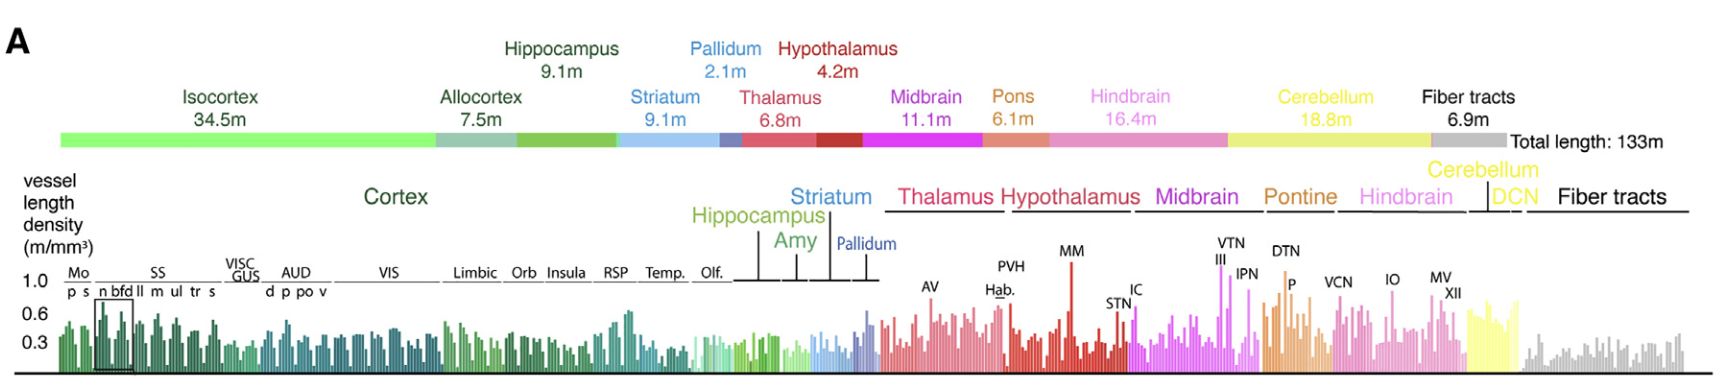 A
Hippocampus Pallidum Hypothalamus
9.1m 2.1m 4.2m
Isocortex Allocortex Striatum Thalamus Midbrain Pons Hindbrain Cerebellum Fiber tracts
34.5m 7.5m 9.1m 6.8m 11.1m 6.1m 16.4m 18.8m 6.9m
Total length: 133m
vessel
length
density
(m/mm³)
Cerebellum
Cortex Striatum Thalamus Hypothalamus Midbrain Pontine Hindbrain DCN Fiber tracts
Hippocampus
Amy Pallidum
VTN
III
MM DTN
VISC PVH
GUS
Mo SS AUD VIS Limbic Orb Insula RSP Temp. Olf. IPN MV
1.0
AV Hab. IC P VCN IO XII
p s n bfd ll m ul tr s d p po v
STN
0.6
0.3